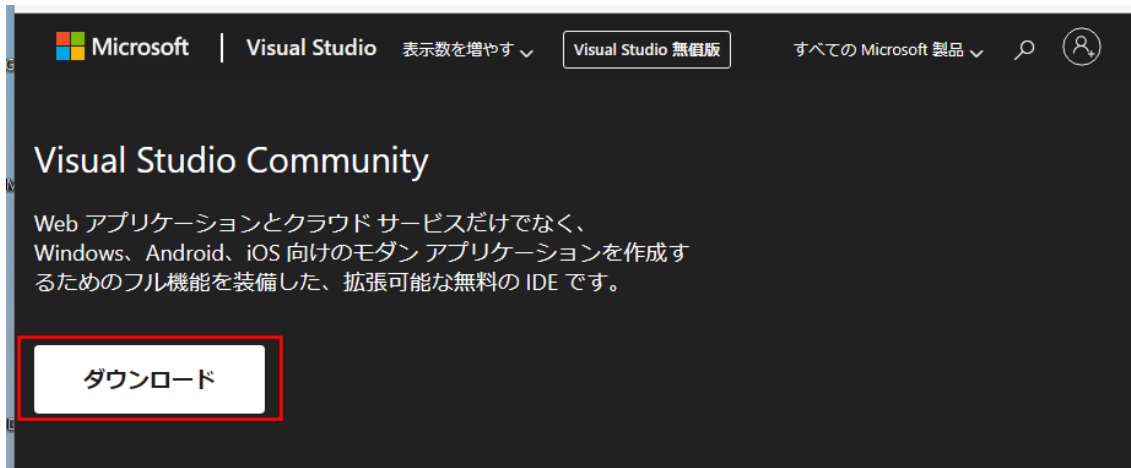 Microsoft | Visual Studio 表示数を増やす Visual Studio 無償版 すべての Microsoft 製品
Visual Studio Community
Web アプリケーションとクラウド サービスだけでなく、
Windows、Android、iOS 向けのモダン アプリケーションを作成す
るためのフル機能を装備した、拡張可能な無料の IDE です。
ダウンロード